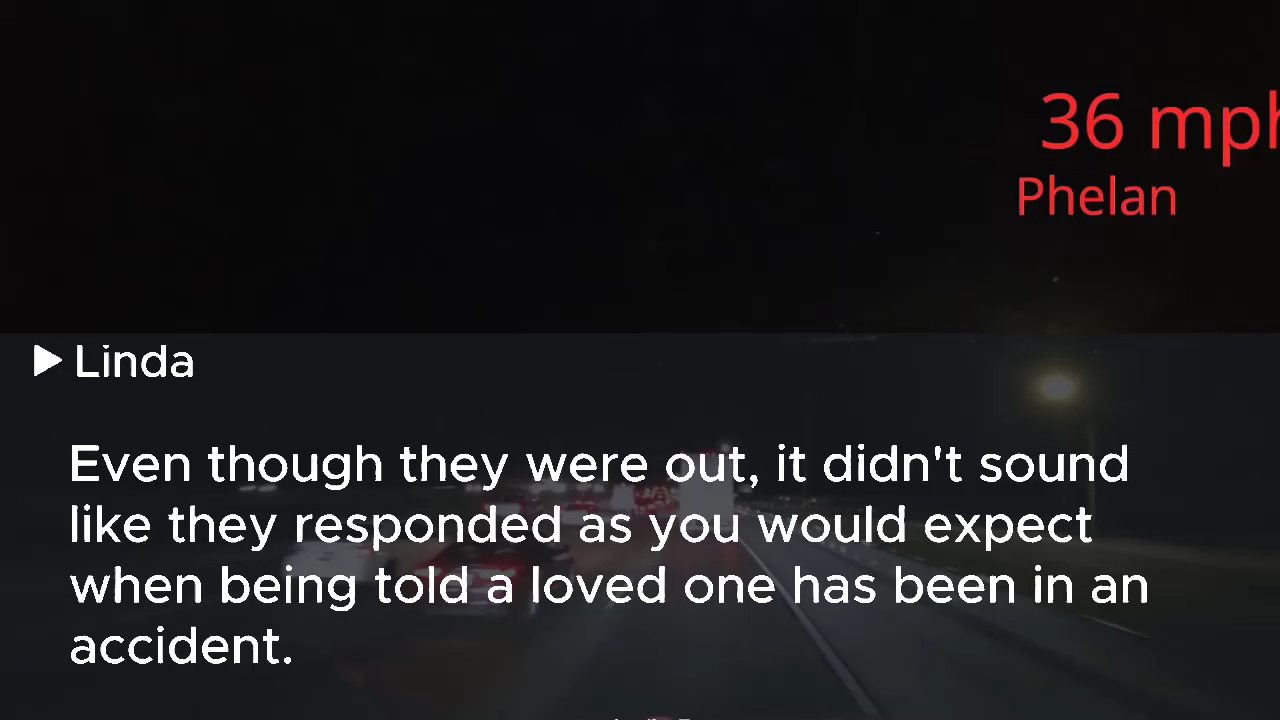 36 mph
Phelan
▶ Linda
Even though they were out, it didn't sound
like they responded as you would expect
when being told a loved one has been in an
accident.